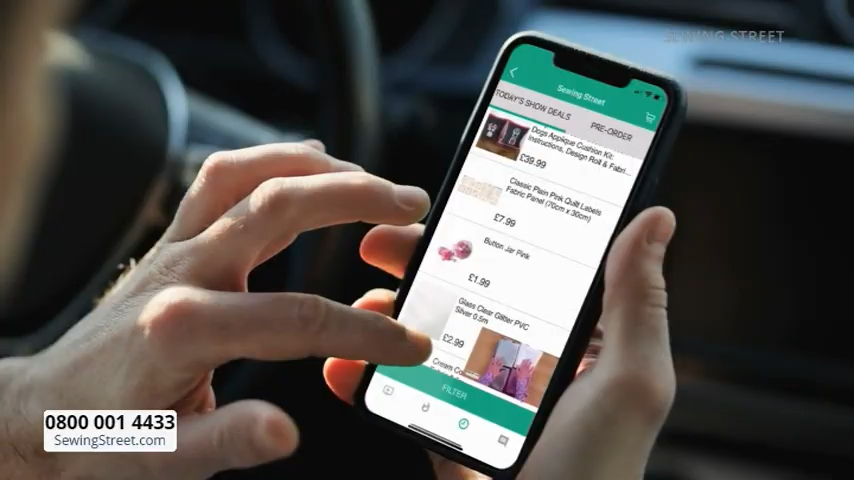 SEWING STREET
Sewing Street
TODAY'S SHOW DEALS
PRE-ORDER
Dogs Applique Cushion Kit:
Instructions, Design Roll & Fabri...
£39.99
Classic Plain Pink Quilt Labels
Fabric Panel (70cm x 30cm)
£7.99
Button Jar Pink
£1.99
Glass Clear Glitter PVC
Silver 0.5m
£2.99
Cream
FILTER
0800 001 4433
SewingStreet.com